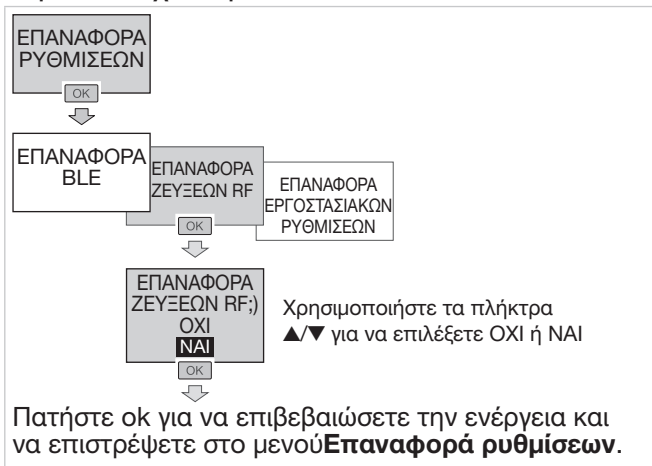 ΕΠΑΝΑΦΟΡΑ
ΡΥΘΜΙΣΕΩΝ
OK
ΕΠΑΝΑΦΟΡΑ
BLE
ΕΠΑΝΑΦΟΡΑ
ΖΕΥΞΕΩΝ RF
OK
ΕΠΑΝΑΦΟΡΑ
ΕΡΓΟΣΤΑΣΙΑΚΩΝ
ΡΥΘΜΙΣΕΩΝ
ΕΠΑΝΑΦΟΡΑ
ΖΕΥΞΕΩΝ RF;)
ΟΧΙ
ΝΑΙ
OK
Χρησιμοποιήστε τα πλήκτρα
▲/▼ για να επιλέξετε ΟΧΙ ή ΝΑΙ
Πατήστε ok για να επιβεβαιώσετε την ενέργεια και
να επιστρέψετε στο μενούΕπαναφορά ρυθμίσεων.